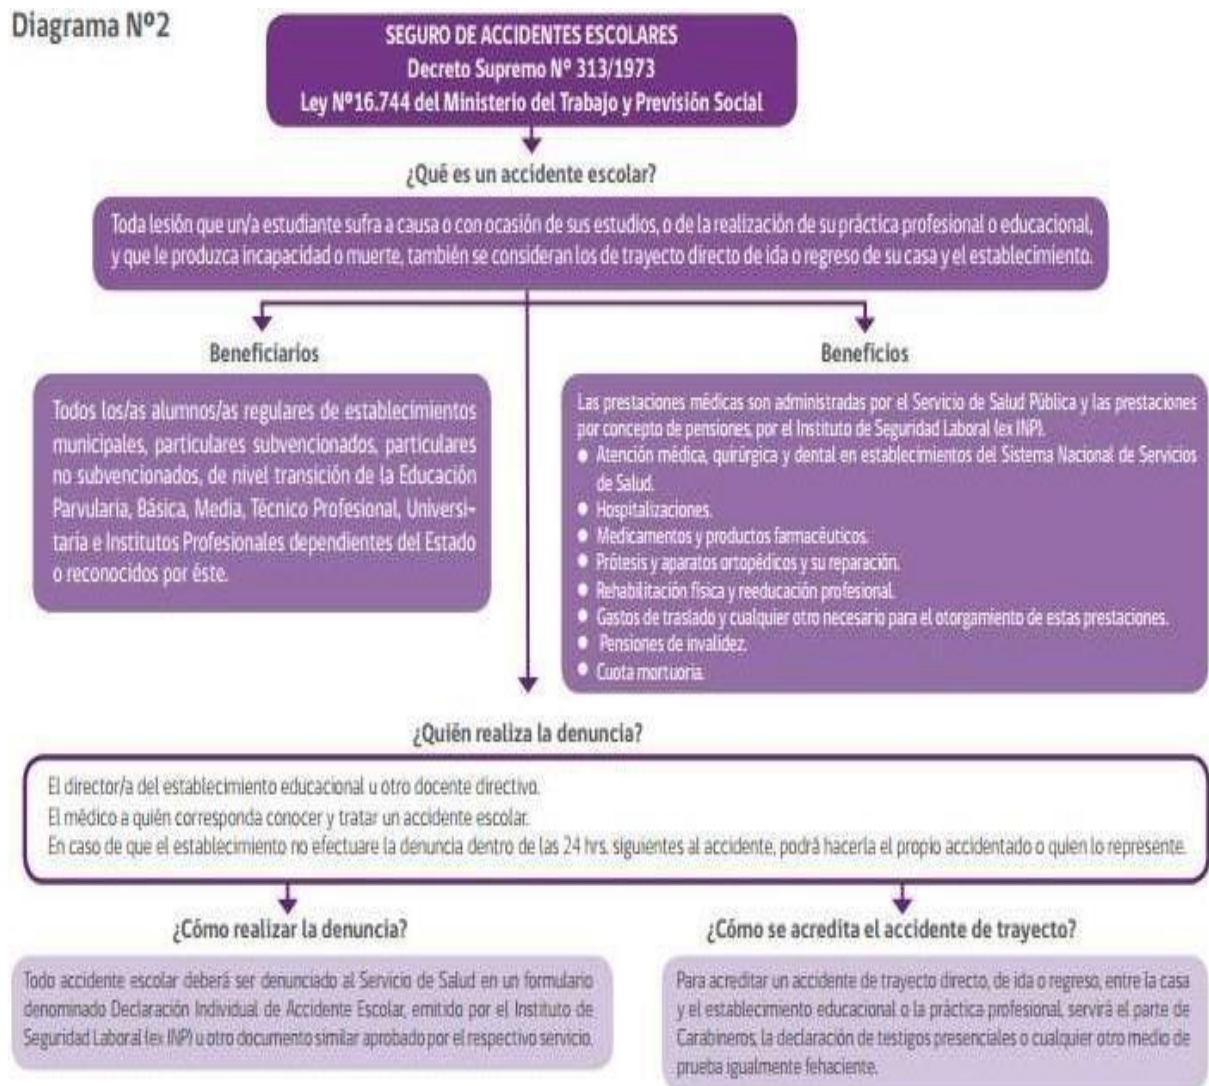 Diagrama Nº2
SEGURO DE ACCIDENTES ESCOLARES
Decreto Supremo Nº 313/1973
Ley Nº16.744 del Ministerio del Trabajo y Previsión Social
¿Qué es un accidente escolar?
Toda lesión que un/a estudiante sufra a causa o con ocasión de sus estudios, o de la realización de su práctica profesional o educacional,
y que le produzca incapacidad o muerte, también se consideran los de trayecto directo de ida o regreso de su casa y el establecimiento.
Beneficiarios
Todos los/as alumnos/as regulares de establecimientos
municipales, particulares subvencionados, particulares
no subvencionados, de nivel transición de la Educación
Parvularia, Básica, Media, Técnico Profesional, Universi-
taria e Institutos Profesionales dependientes del Estado
o reconocidos por éste.
Beneficios
Las prestaciones médicas son administradas por el Servicio de Salud Pública y las prestaciones
por concepto de pensiones, por el Instituto de Seguridad Laboral (ex INP).
● Atención médica, quirúrgica y dental en establecimientos del Sistema Nacional de Servicios
de Salud.
● Hospitalizaciones.
● Medicamentos y productos farmacéuticos.
● Prótesis y aparatos ortopédicos y su reparación.
● Rehabilitación física y reeducación profesional.
● Gastos de traslado y cualquier otro necesario para el otorgamiento de estas prestaciones.
● Pensiones de invalidez.
● Cuota mortuoria.
¿Quién realiza la denuncia?
El director/a del establecimiento educacional u otro docente directivo.
El médico a quién corresponda conocer y tratar un accidente escolar.
En caso de que el establecimiento no efectuare la denuncia dentro de las 24 hrs. siguientes al accidente, podrá hacerla el propio accidentado o quien lo represente.
¿Cómo realizar la denuncia?
Todo accidente escolar deberá ser denunciado al Servicio de Salud en un formulario
denominado Declaración Individual de Accidente Escolar, emitido por el Instituto de
Seguridad Laboral (ex INP) u otro documento similar aprobado por el respectivo servicio.
¿Cómo se acredita el accidente de trayecto?
Para acreditar un accidente de trayecto directo, de ida o regreso, entre la casa
y el establecimiento educacional o la práctica profesional, servirá el parte de
Carabineros, la declaración de testigos presenciales o cualquier otro medio de
prueba igualmente fehaciente.